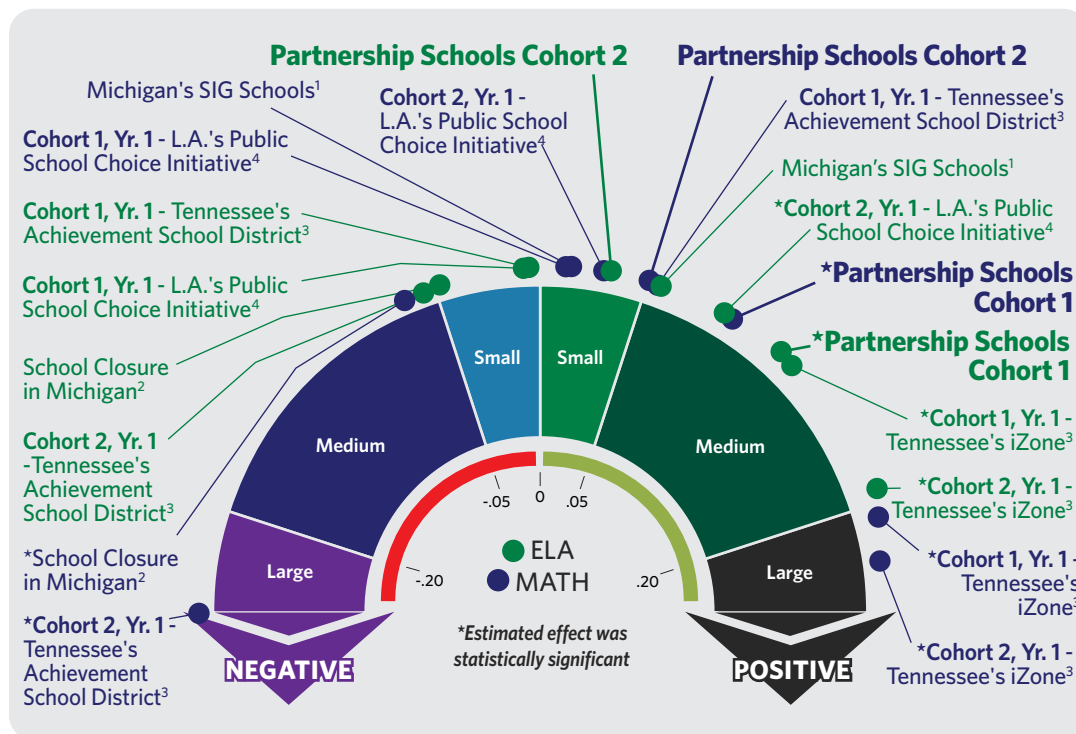 Partnership Schools Cohort 2
Partnership Schools Cohort 2
Michigan's SIG Schools¹
Cohort 2, Yr. 1 -
L.A.'s Public School
Choice Initiative⁴
Cohort 1, Yr. 1 - Tennessee's
Achievement School District³
Cohort 1, Yr. 1 - L.A.'s Public
School Choice Initiative⁴
Michigan's SIG Schools¹
Cohort 1, Yr. 1 - Tennessee's
Achievement School District³
*Cohort 2, Yr. 1 - L.A.'s Public
School Choice Initiative⁴
Cohort 1, Yr. 1 - L.A.'s Public
School Choice Initiative⁴
*Partnership Schools
Cohort 1
*Partnership Schools
Cohort 1
School Closure
in Michigan²
*Cohort 1, Yr. 1 -
Tennessee's iZone³
Cohort 2, Yr. 1
-Tennessee's
Achievement
School District³
*Cohort 2, Yr. 1 -
Tennessee's iZone³
*School Closure
in Michigan²
*Cohort 1, Yr. 1 -
Tennessee's
iZone³
*Cohort 2, Yr. 1 -
Tennessee's
Achievement
School District³
*Cohort 2, Yr. 1 -
Tennessee's iZone³
Large
Medium
Small
Small
Medium
Large
-.20
-.05
0
.05
.20
ELA
MATH
*Estimated effect was
statistically significant
NEGATIVE
POSITIVE